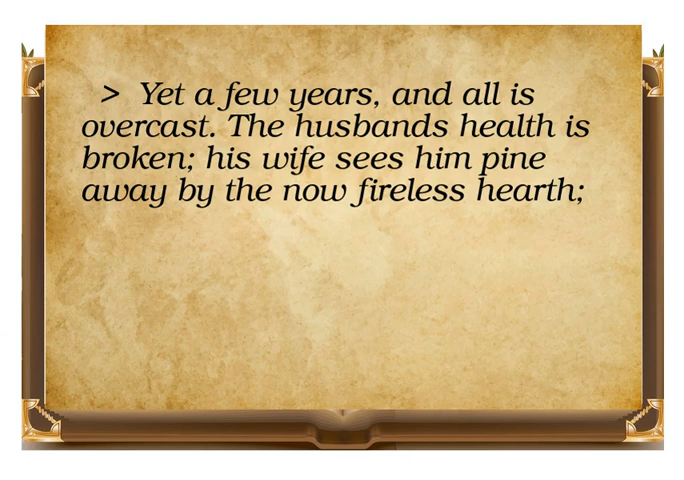 > Yet a few years, and all is
overcast. The husbands health is
broken; his wife sees him pine
away by the now fireless hearth;